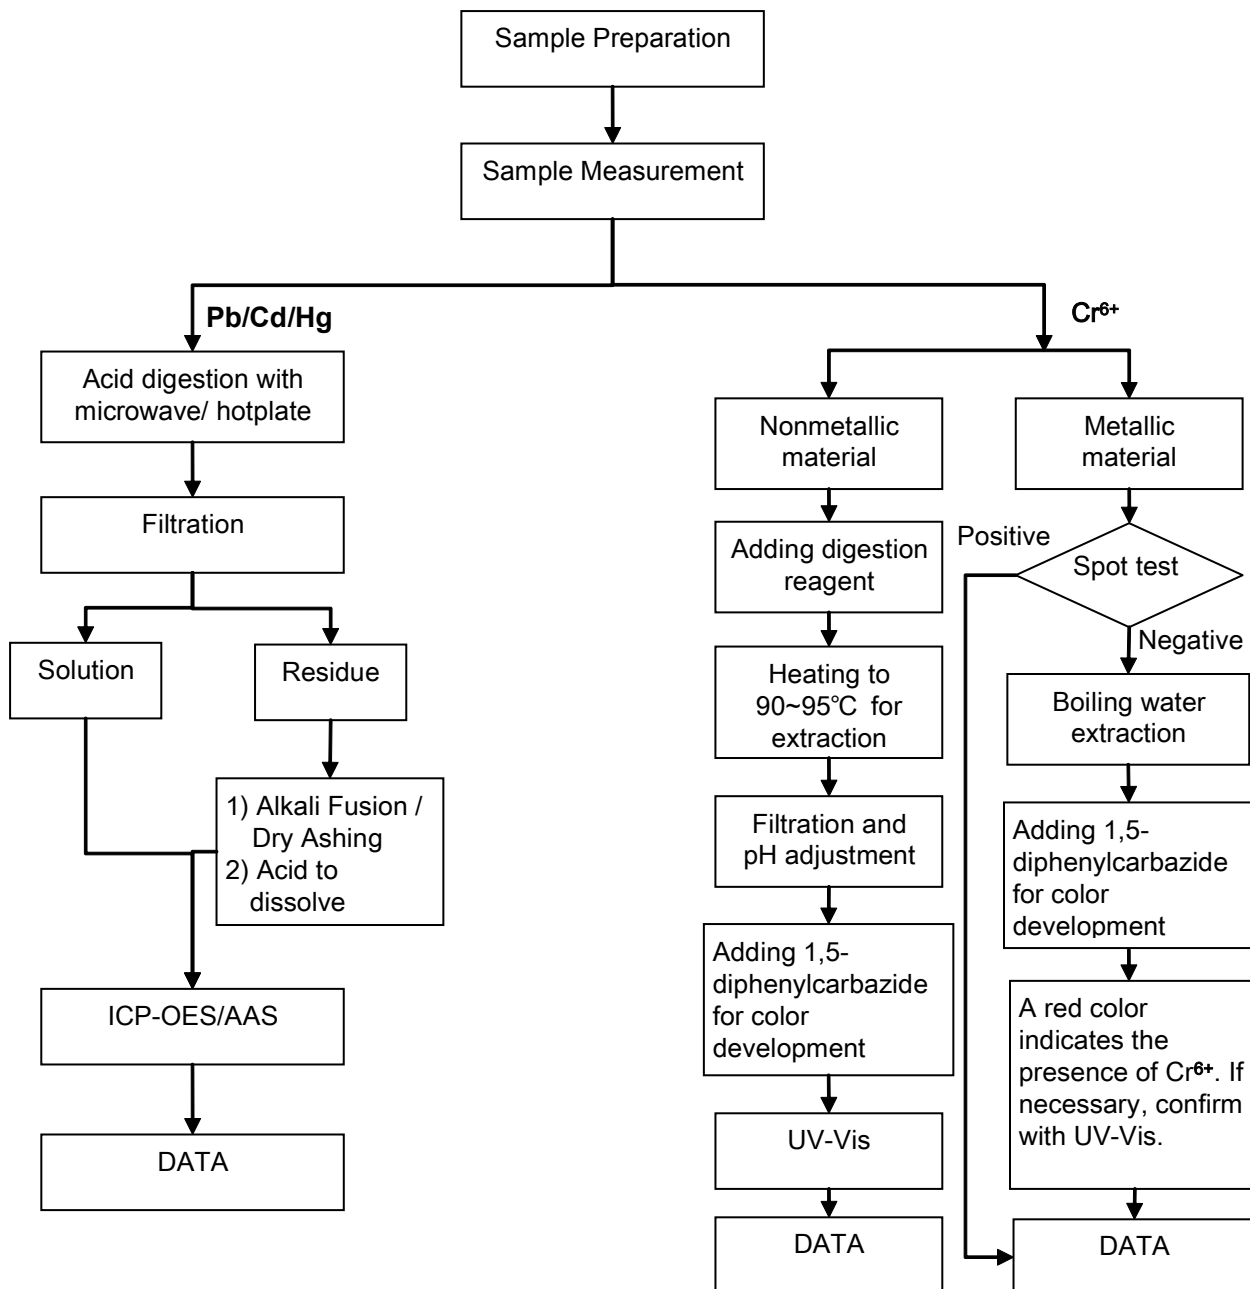 Sample Preparation
Sample Measurement
Pb/Cd/Hg
Cr⁶⁺
Acid digestion with
microwave/ hotplate
Filtration
Solution
Residue
1) Alkali Fusion /
Dry Ashing
2) Acid to
dissolve
ICP-OES/AAS
DATA
Nonmetallic
material
Adding digestion
reagent
Heating to
90~95℃ for
extraction
Filtration and
pH adjustment
Adding 1,5-
diphenylcarbazide
for color
development
UV-Vis
DATA
Metallic
material
Spot test
Positive
Negative
Boiling water
extraction
Adding 1,5-
diphenylcarbazide
for color
development
A red color
indicates the
presence of Cr⁶⁺. If
necessary, confirm
with UV-Vis.
DATA